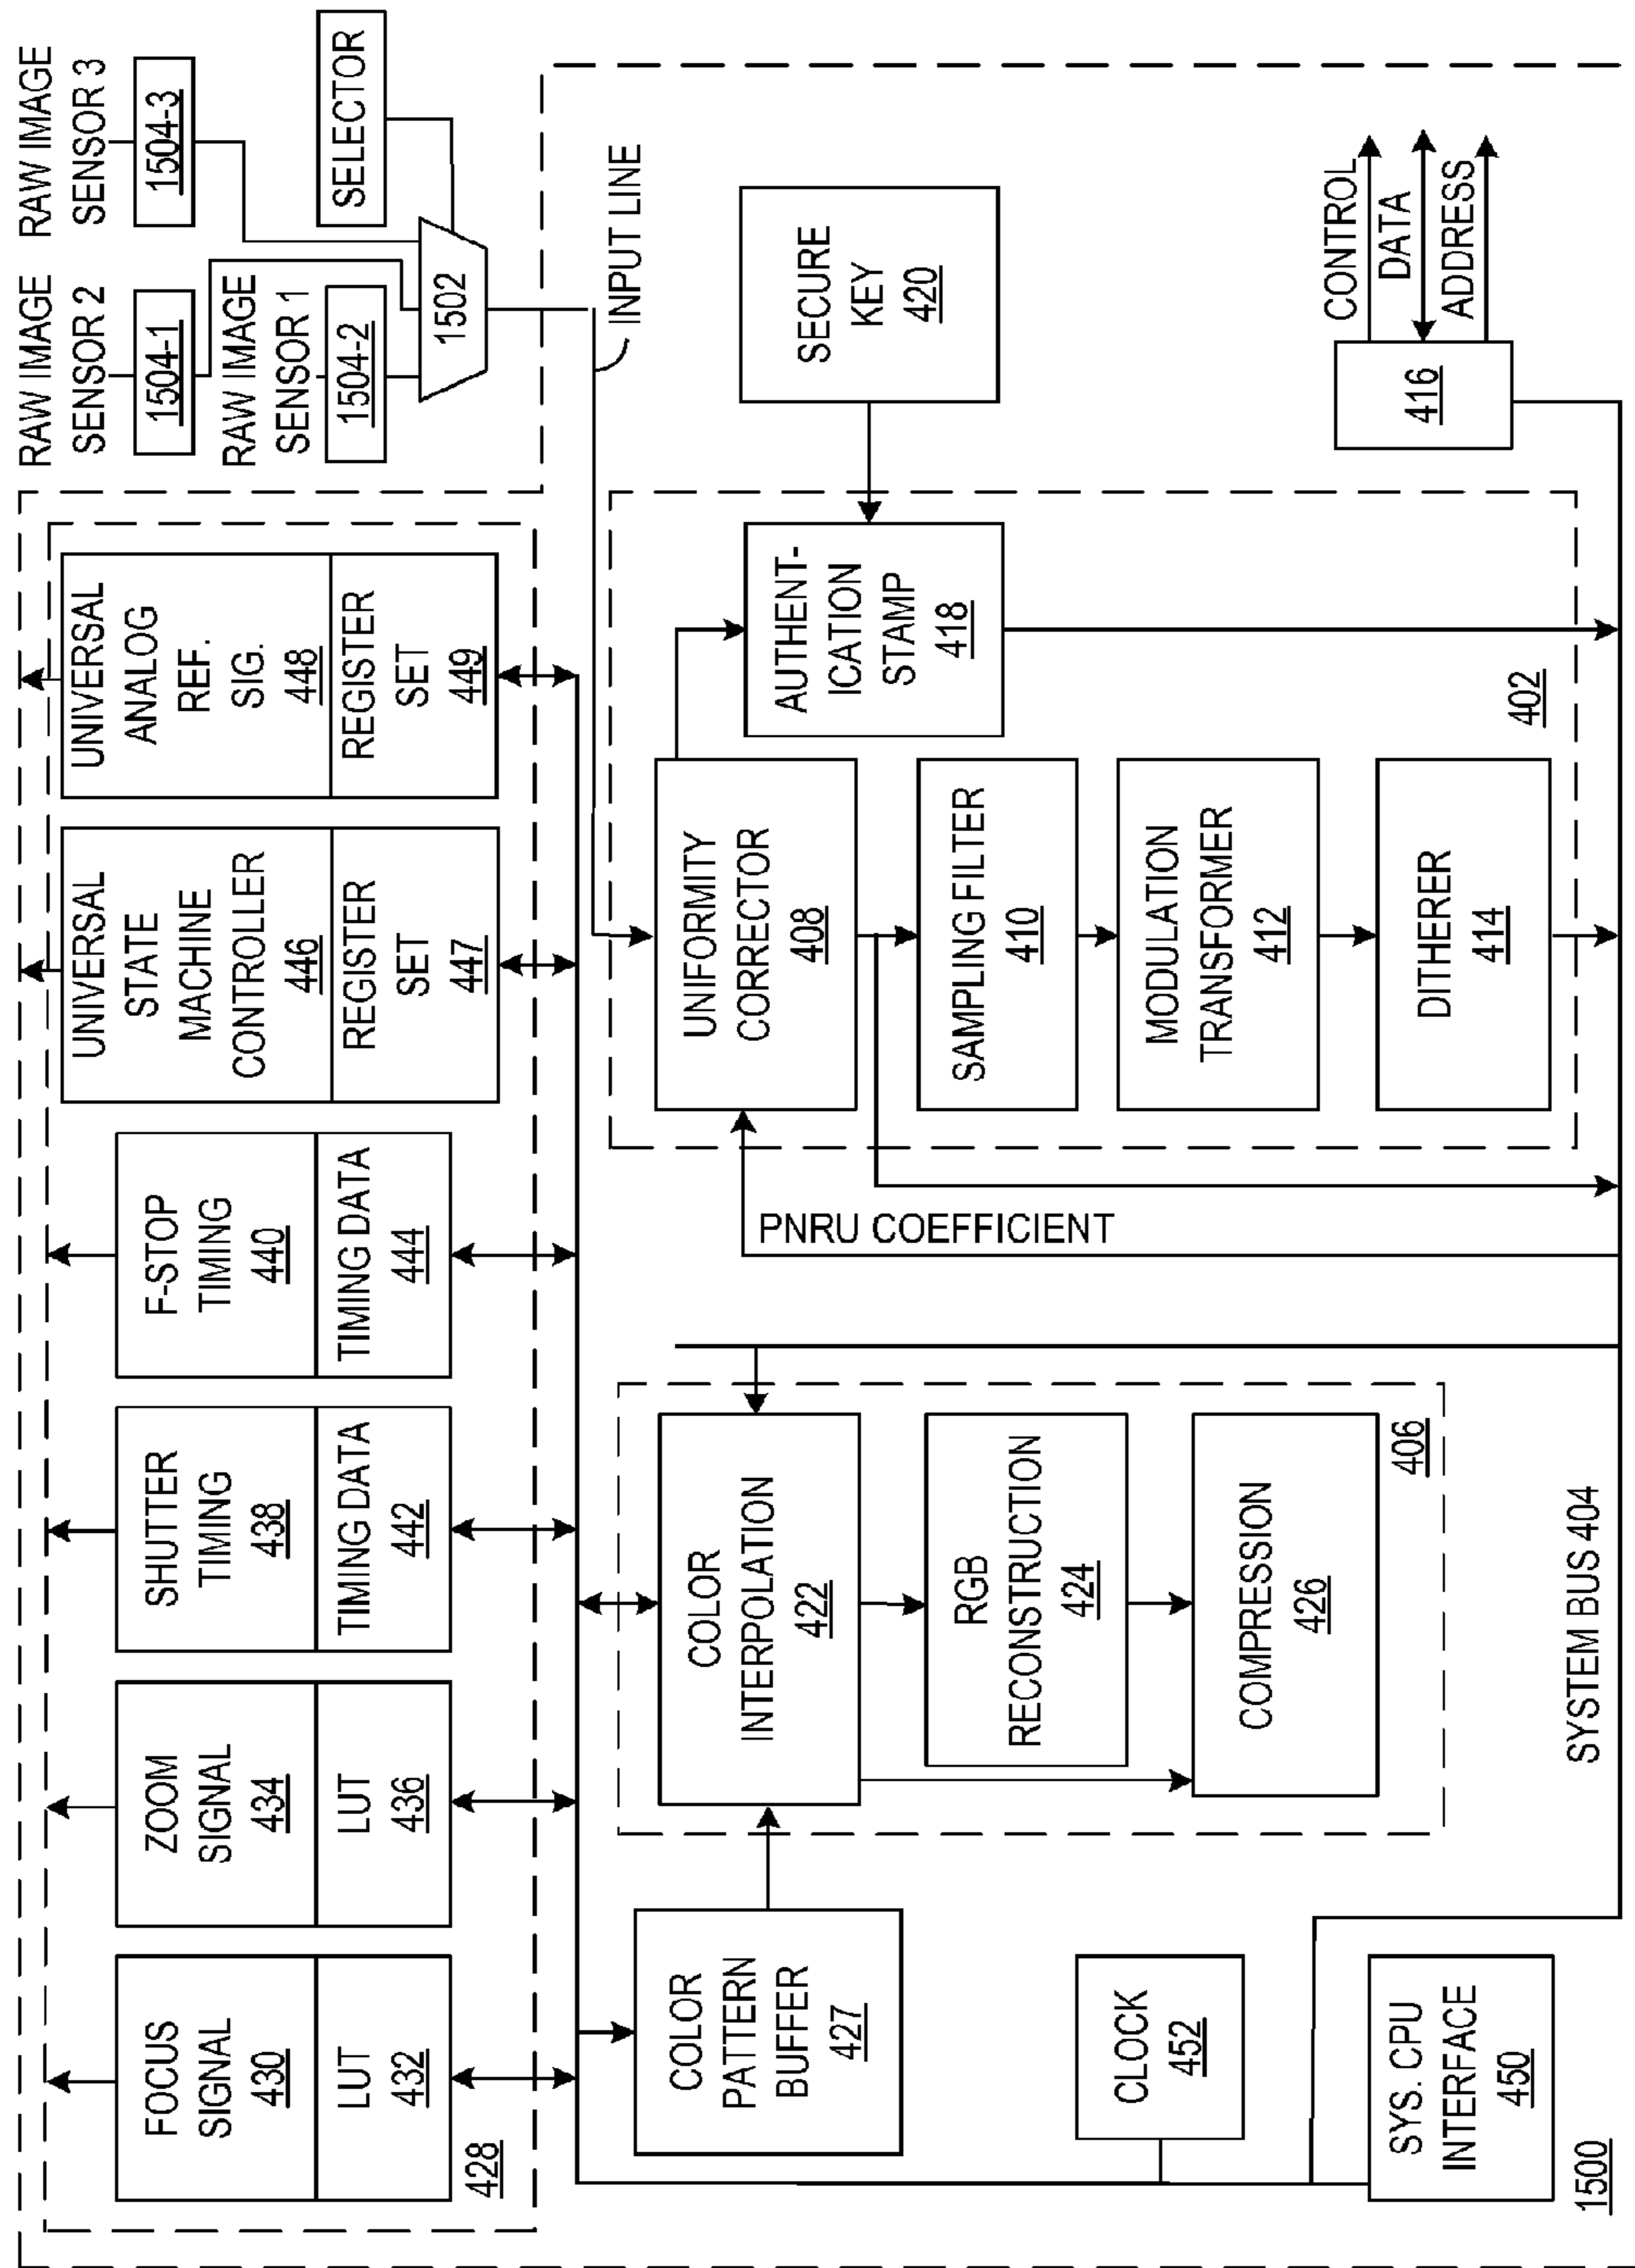 FOCUS
SIGNAL
430
LUT
432
428
ZOOM
SIGNAL
434
LUT
436
SHUTTER
TIMING
438
TIMING DATA
442
F-STOP
TIMING
440
TIMING DATA
444
UNIVERSAL
STATE
MACHINE
CONTROLLER
446
REGISTER
SET
447
UNIVERSAL
ANALOG
REF.
SIG.
448
REGISTER
SET
449
RAW IMAGE
SENSOR 2
1504-1
RAW IMAGE
SENSOR 1
1504-2
RAW IMAGE
SENSOR 3
1504-3
SELECTOR
1502
INPUT LINE
COLOR
PATTERN
BUFFER
427
COLOR
INTERPOLATION
422
RGB
RECONSTRUCTION
424
COMPRESSION
426
406
PNRU COEFFICIENT
UNIFORMITY
CORRECTOR
408
SAMPLING FILTER
410
MODULATION
TRANSFORMER
412
DITHERER
414
AUTHENT-
ICATION
STAMP
418
402
SECURE
KEY
420
416
CONTROL
DATA
ADDRESS
CLOCK
452
SYS. CPU
INTERFACE
450
SYSTEM BUS 404
1500